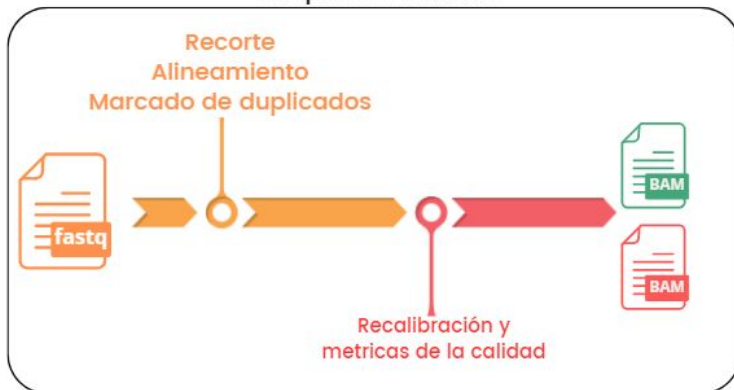 Recorte
Alineamiento
Marcado de duplicados
fastq
BAM
BAM
Recalibración y
metricas de la calidad